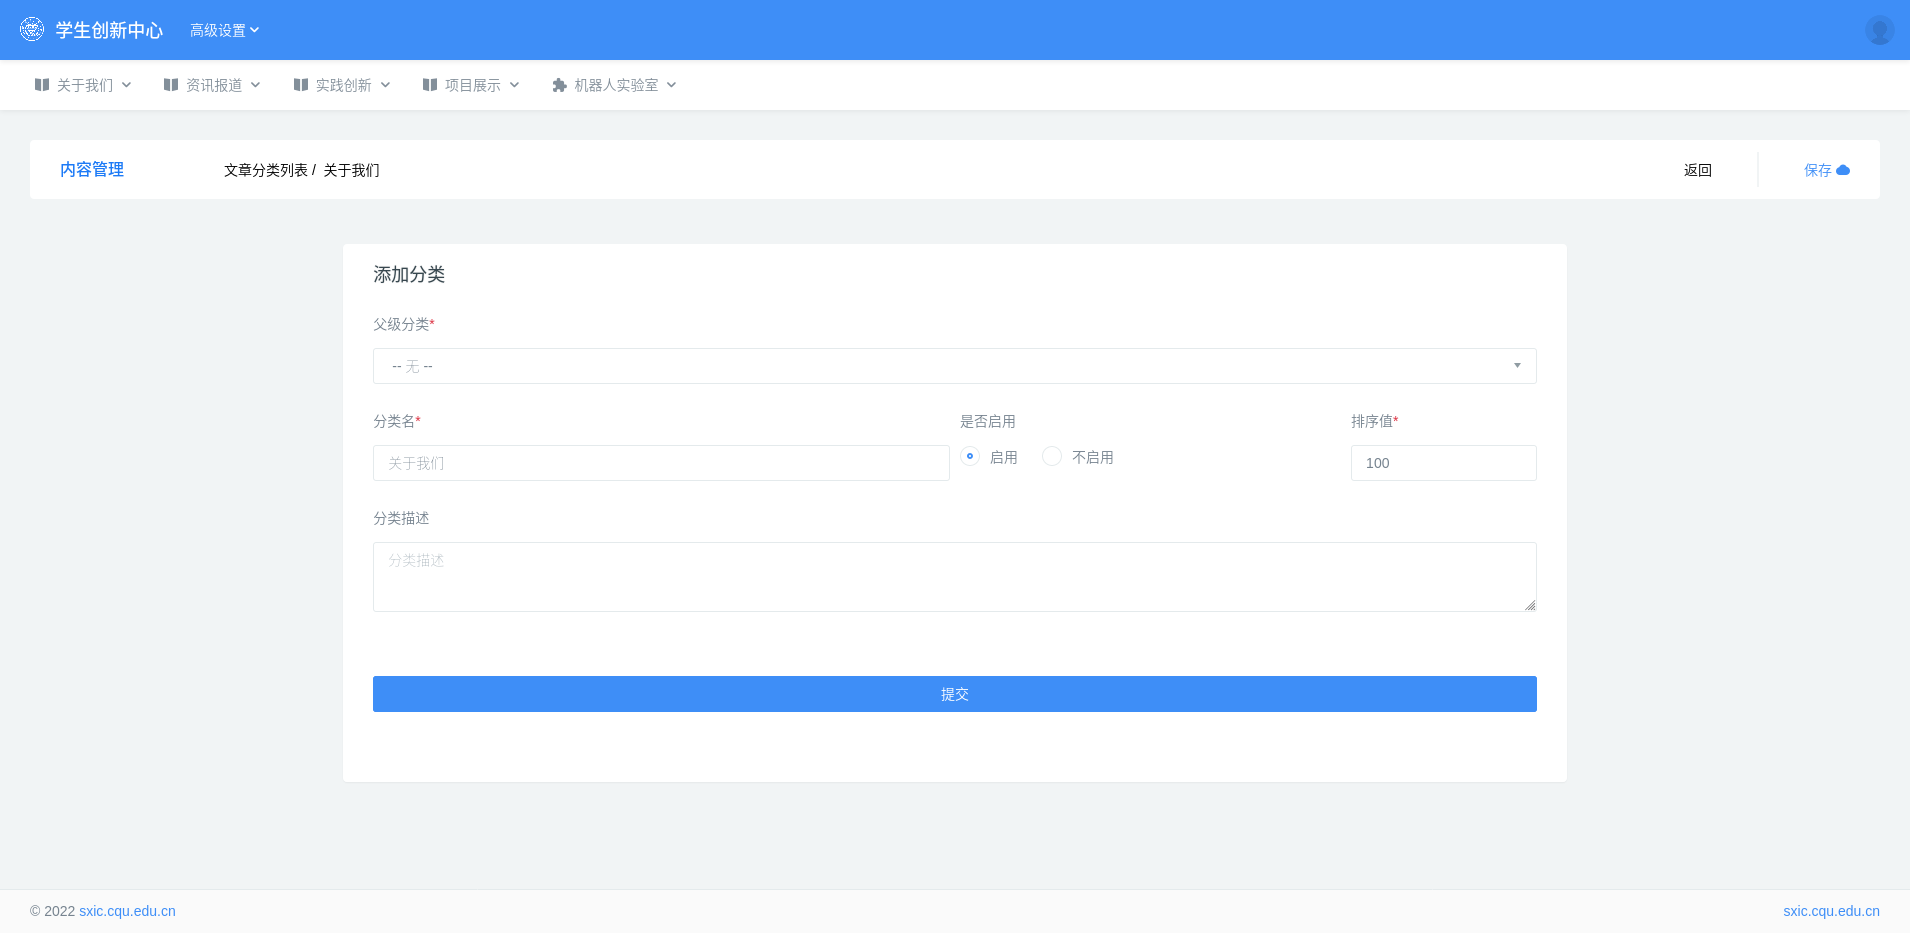 学生创新中心 高级设置
关于我们 资讯报道 实践创新 项目展示 机器人实验室
内容管理 文章分类列表 / 关于我们 返回 保存
添加分类
父级分类*
-- 无 --
分类名* 是否启用 排序值*
关于我们 启用 不启用 100
分类描述
分类描述
提交
© 2022 sxic.cqu.edu.cn sxic.cqu.edu.cn